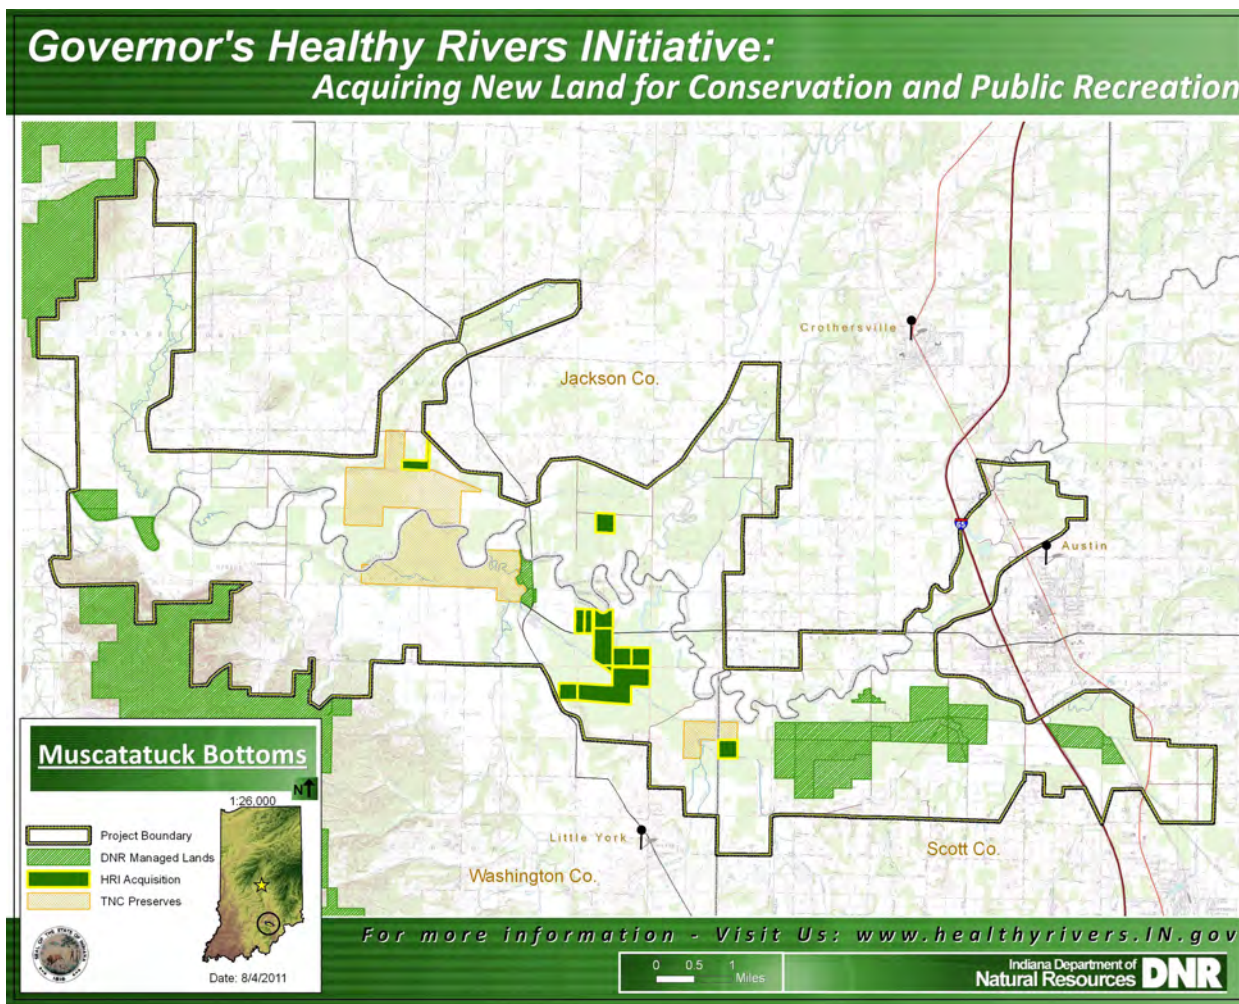 Governor's Healthy Rivers INitiative:
Acquiring New Land for Conservation and Public Recreation
Crothersville
Jackson Co.
65
Austin
Little York
Washington Co.
Scott Co.
Muscatatuck Bottoms
N
1:26,000
Project Boundary
DNR Managed Lands
HRI Acquisition
TNC Preserves
Date: 8/4/2011
For more information - Visit Us: www.healthyrivers.IN.gov
0 0.5 1
Miles
Indiana Department of
Natural Resources
DNR